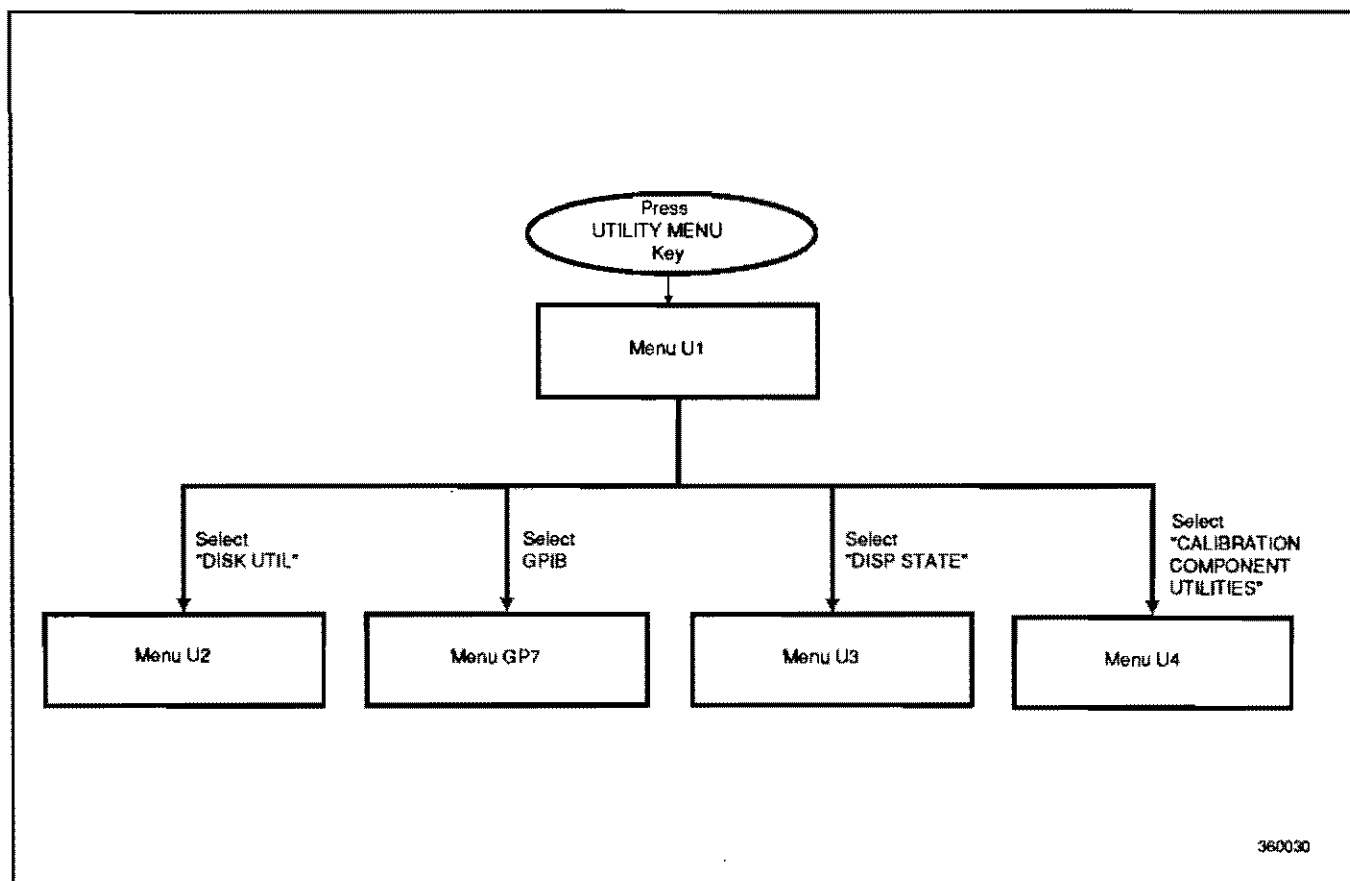 Press
UTILITY MENU
Key
Menu U1
Select
"DISK UTIL"
Select
GPIB
Select
"DISP STATE"
Select
"CALIBRATION
COMPONENT
UTILITIES"
Menu U2
Menu GP7
Menu U3
Menu U4
360030